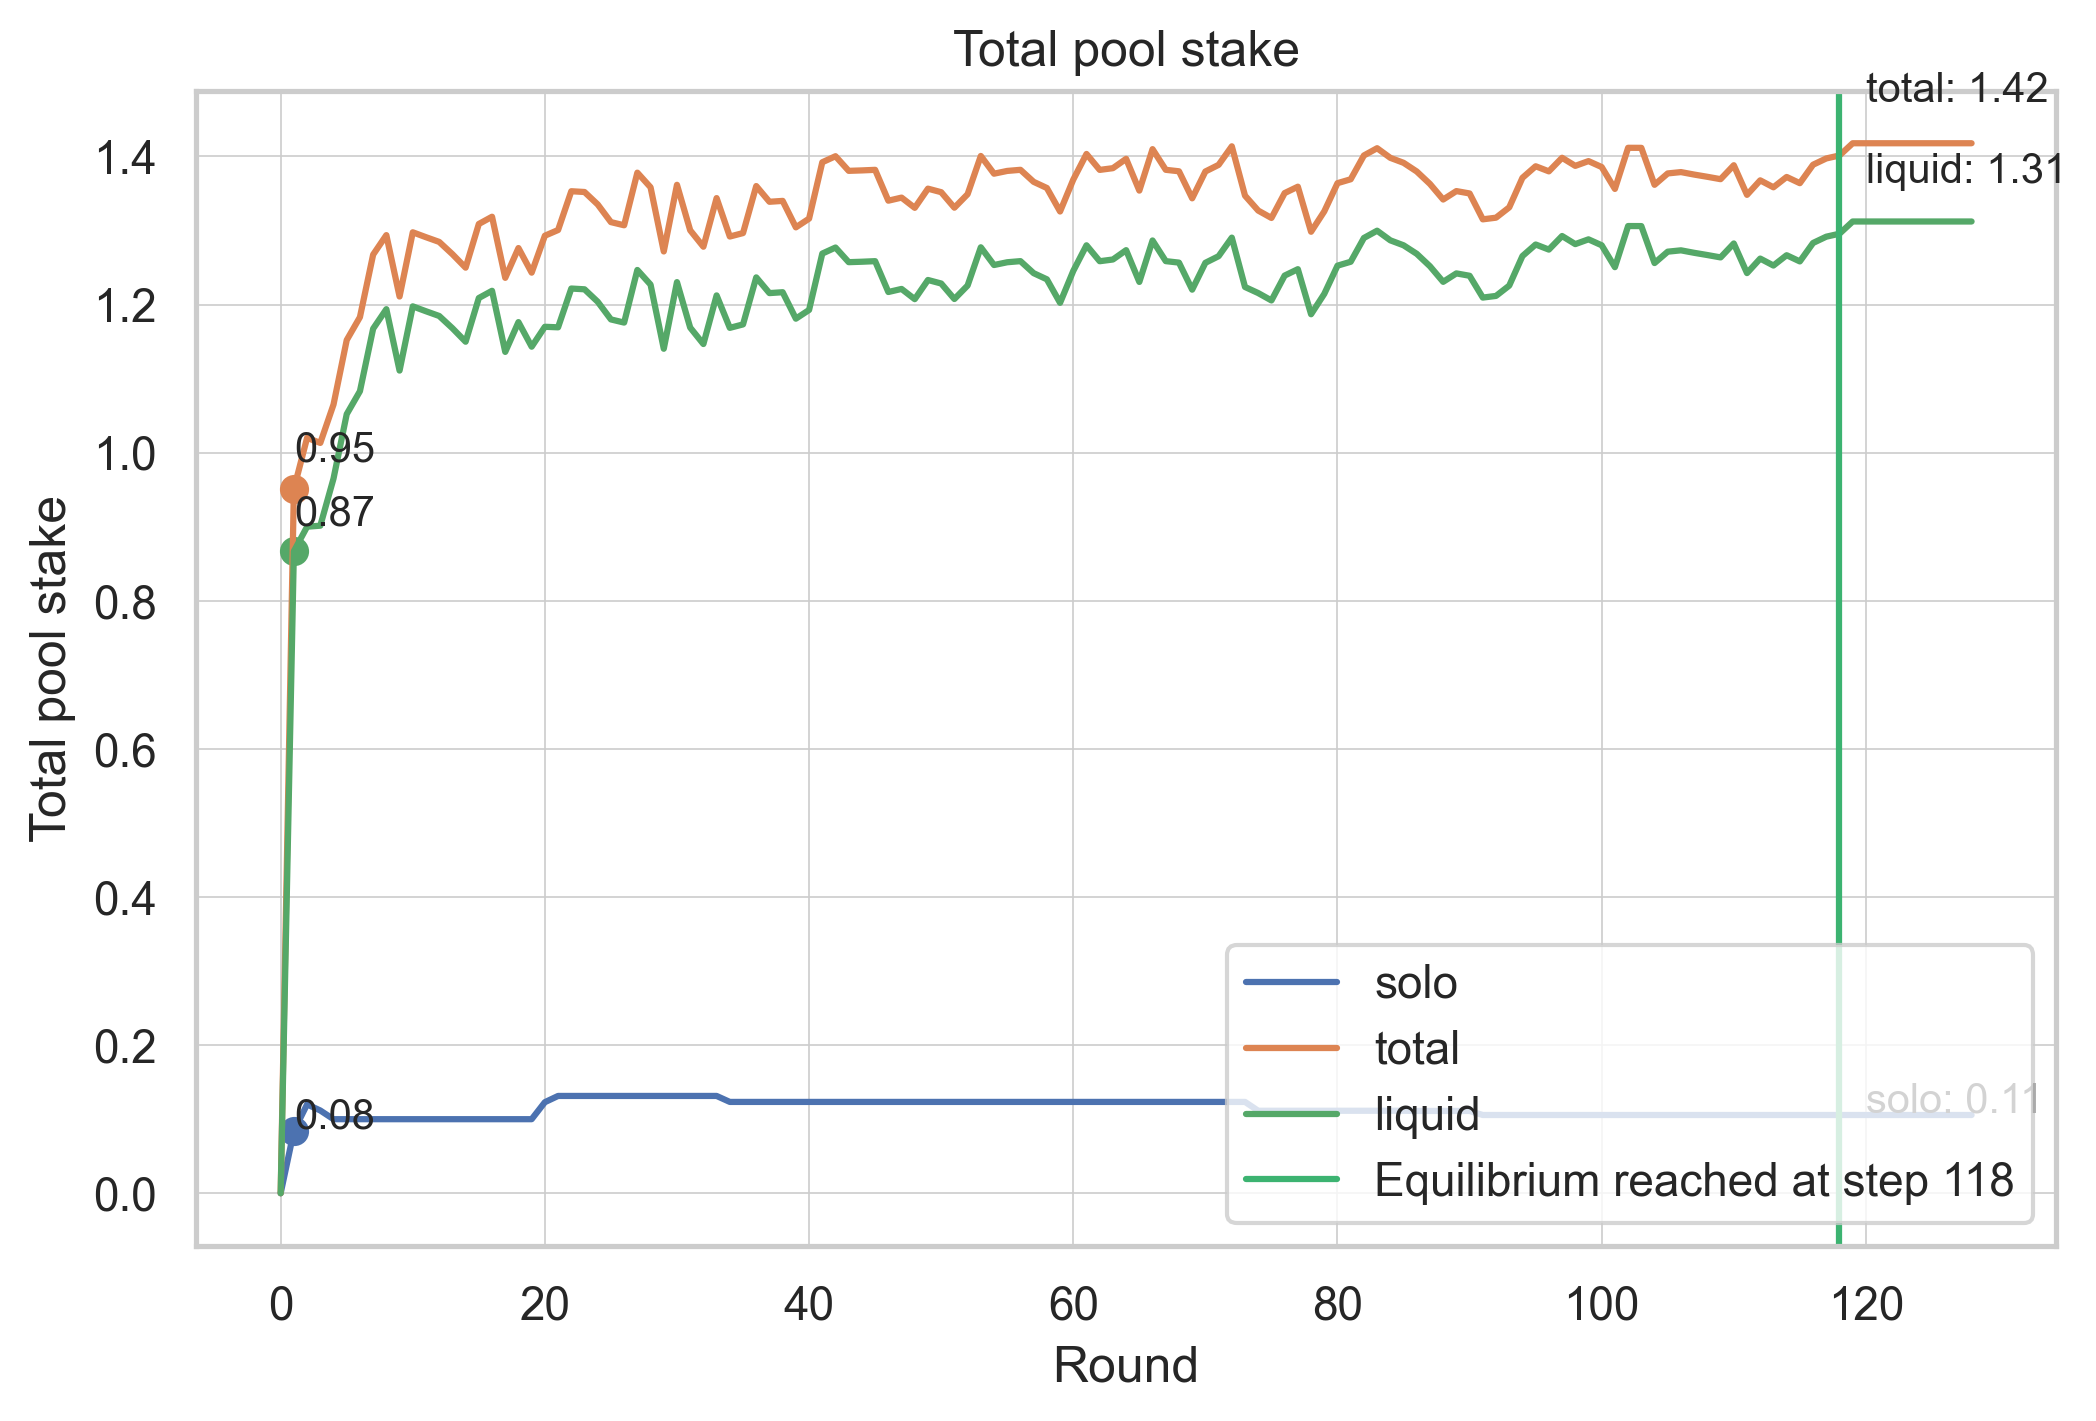 Total pool stake
total: 1.42
1.4
liquid: 1.31
1.2
1.0
0.95
0.87
0.8
Total pool stake
0.6
0.4
0.2
0.08
0.0
solo
total
liquid
Equilibrium reached at step 118
solo: 0.11
0
20
40
60
80
100
120
Round